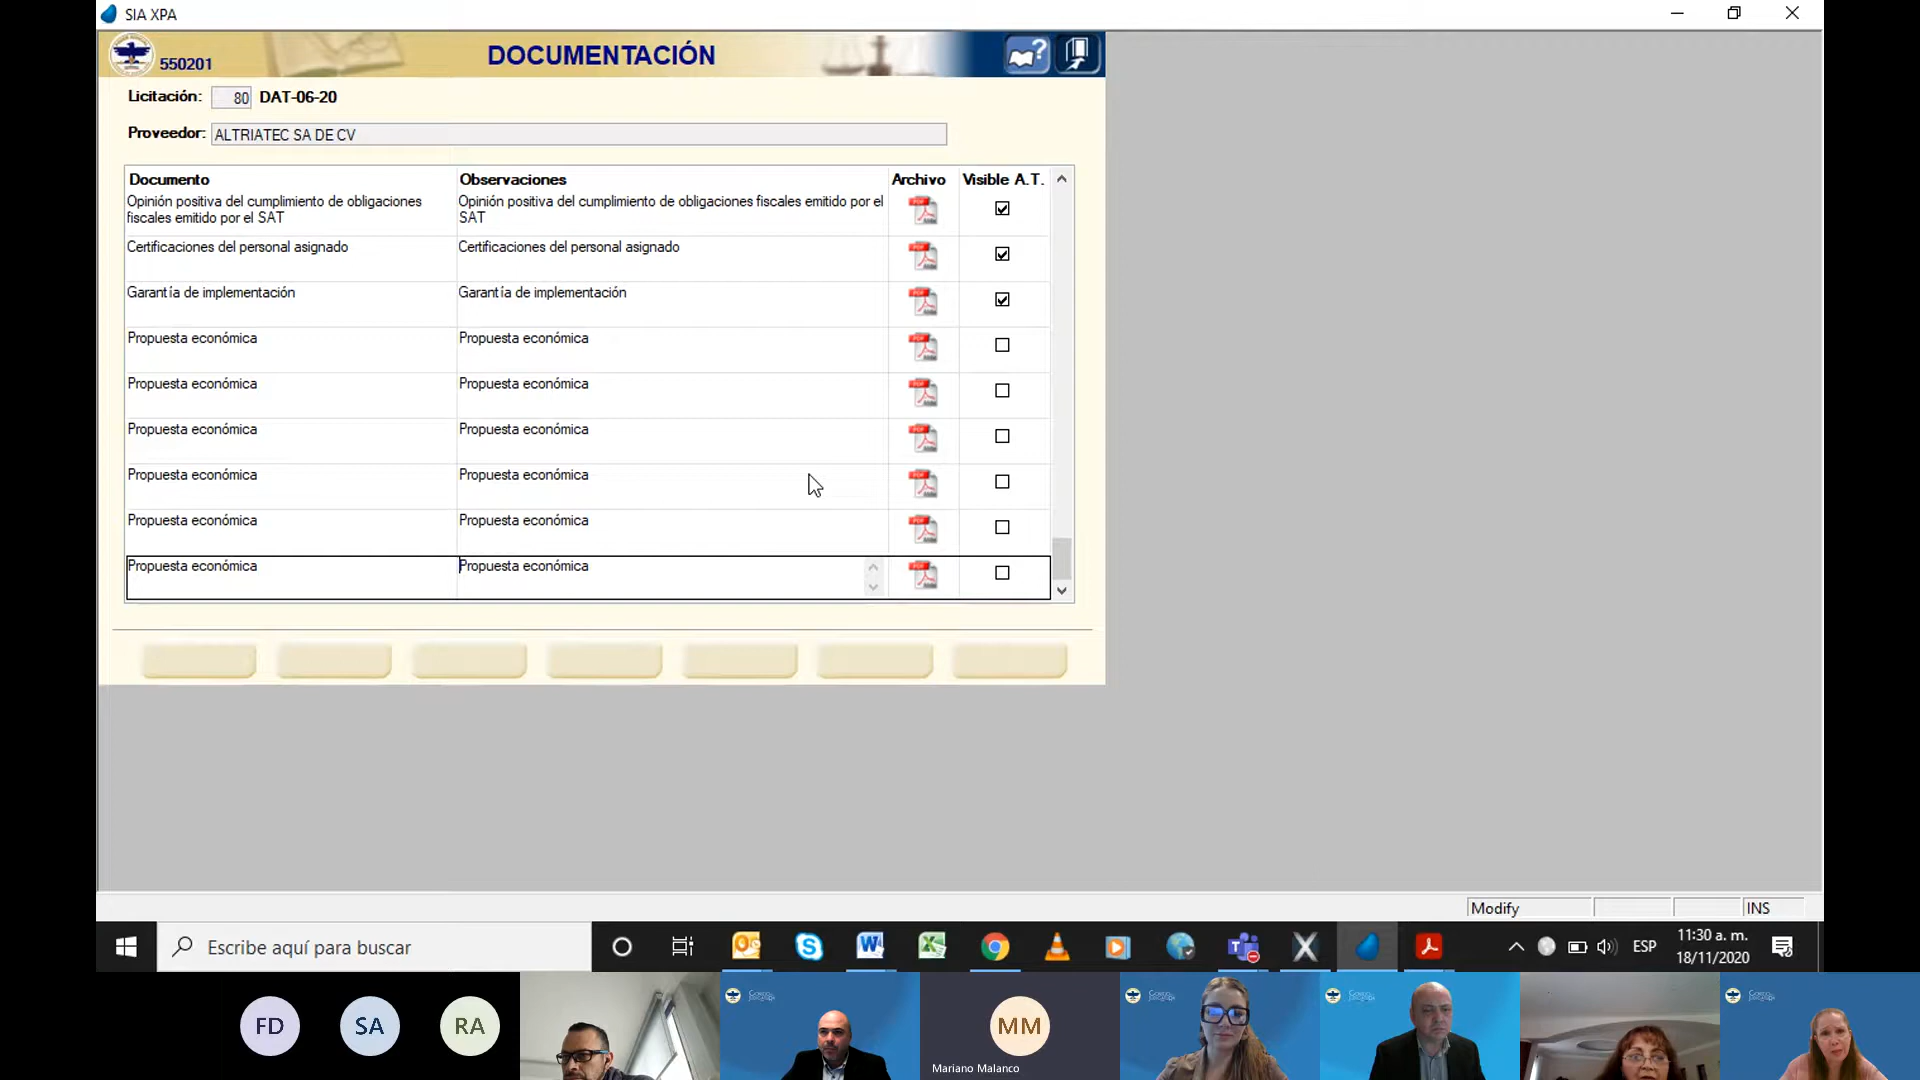 SIA XPA
550201
DOCUMENTACIÓN
Licitación: 80 DAT-06-20
Proveedor: ALTRIATEC SA DE CV
Documento Observaciones Archivo Visible A.T.
Opinión positiva del cumplimiento de obligaciones fiscales emitido por el SAT
Opinión positiva del cumplimiento de obligaciones fiscales emitido por el SAT
Certificaciones del personal asignado Certificaciones del personal asignado
Garantía de implementación Garantía de implementación
Propuesta económica Propuesta económica
Propuesta económica Propuesta económica
Propuesta económica Propuesta económica
Propuesta económica Propuesta económica
Propuesta económica Propuesta económica
Propuesta económica Propuesta económica
Modify INS
Escribe aquí para buscar
ESP
11:30 a. m.
18/11/2020
FD SA RA MM
Mariano Malanco